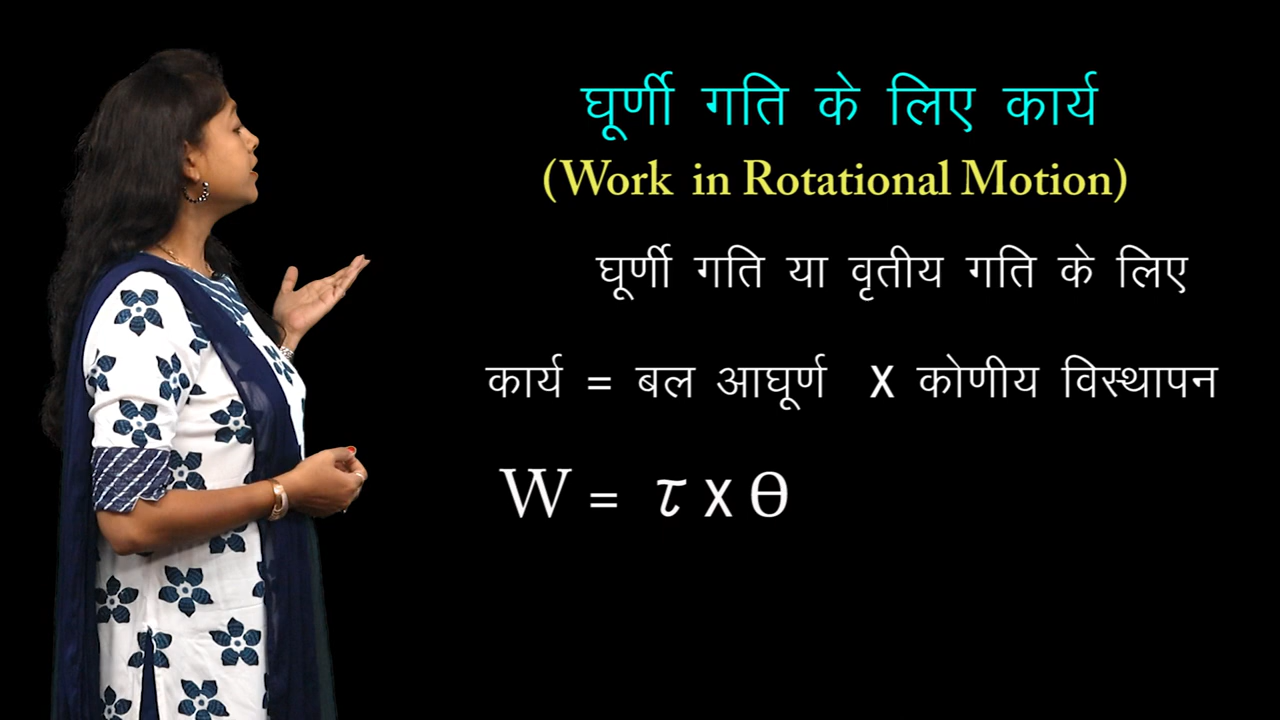 घूर्णी गति के लिए कार्य
(Work in Rotational Motion)
घूर्णी गति या वृतीय गति के लिए
कार्य = बल आघूर्ण X कोणीय विस्थापन
W = τ X θ